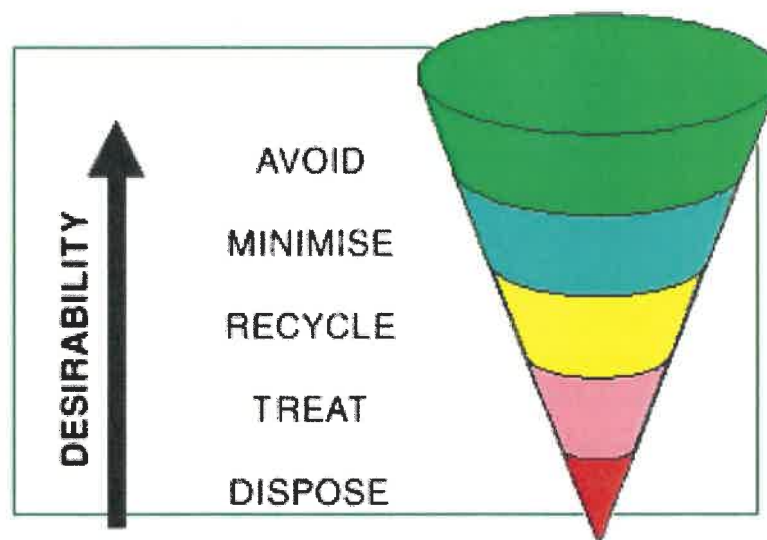 DESIRABILITY
AVOID
MINIMISE
RECYCLE
TREAT
DISPOSE